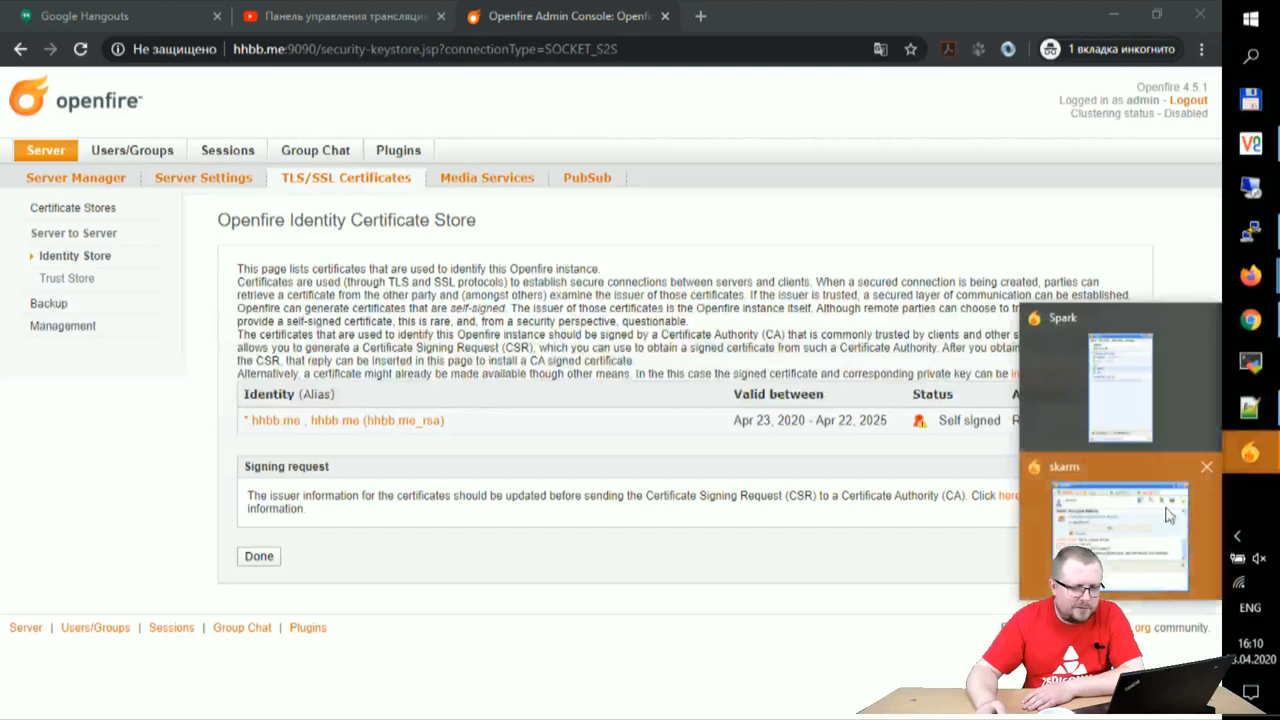 Google Hangouts
Панель управления трансляцие
Openfire Admin Console: Openfi
Не защищено
hhbb.me:9090/security-keystore.jsp?connectionType=SOCKET_S2S
1 вкладка инкогнито
openfire
Openfire 4.5.1
Logged in as admin - Logout
Clustering status - Disabled
Server Users/Groups Sessions Group Chat Plugins
Server Manager Server Settings TLS/SSL Certificates Media Services PubSub
Certificate Stores
Server to Server
Identity Store
Trust Store
Backup
Management
Openfire Identity Certificate Store
This page lists certificates that are used to identify this Openfire instance.
Certificates are used (through TLS and SSL protocols) to establish secure connections between servers and clients. When a secured connection is being created, parties can
retrieve a certificate from the other party and (amongst others) examine the issuer of those certificates. If the issuer is trusted, a secured layer of communication can be established.
Openfire can generate certificates that are self-signed. The issuer of those certificates is the Openfire instance itself. Although remote parties can choose to
provide a self-signed certificate, this is rare, and, from a security perspective, questionable.
The certificates that are used to identify this Openfire instance should be signed by a Certificate Authority (CA) that is commonly trusted by clients and other s
allows you to generate a Certificate Signing Request (CSR), which you can use to obtain a signed certificate from such a Certificate Authority. After you obtain
the CSR, that reply can be inserted in this page to install a CA signed certificate.
Alternatively, a certificate might already be made available though other means. In this case the signed certificate and corresponding private key can be
Identity (Alias) Valid between Status
*.hhbb.me , hhbb.me (hhbb.me_rsa) Apr 23, 2020 - Apr 22, 2025 Self signed R
Signing request
The issuer information for the certificates should be updated before sending the Certificate Signing Request (CSR) to a Certificate Authority (CA). Click here
information.
Done
Spark
skarm
Server Users/Groups Sessions Group Chat Plugins
org community.
ENG
16:10
3.04.2020